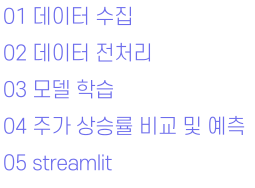 01 데이터 수집
02 데이터 전처리
03 모델 학습
04 주가 상승률 비교 및 예측
05 streamlit